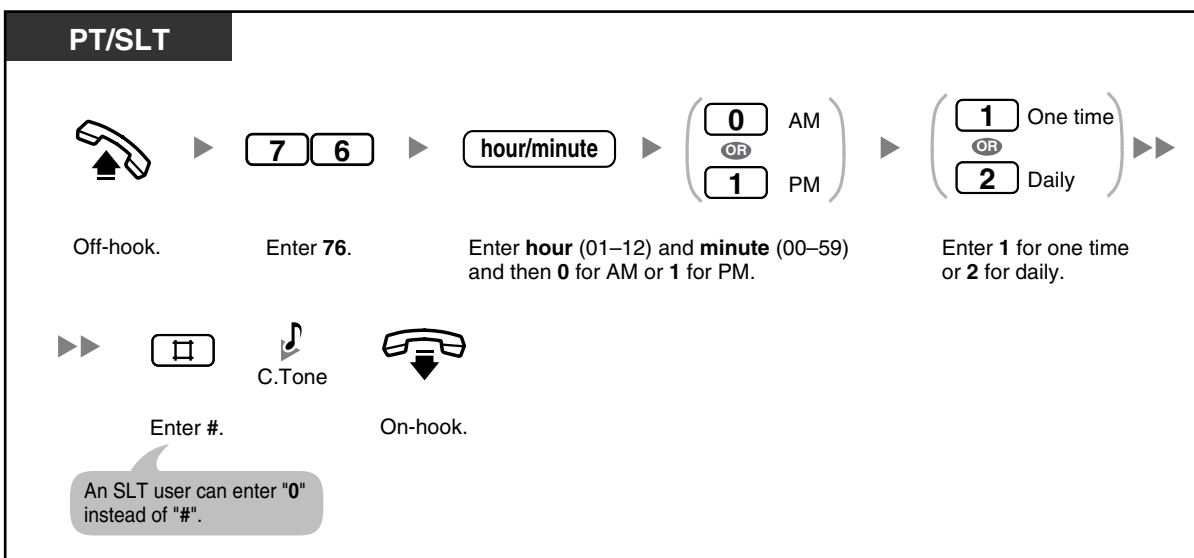 PT/SLT
7 6
hour/minute
0 AM
OR
1 PM
1 One time
OR
2 Daily
Off-hook.
Enter 76.
Enter hour (01–12) and minute (00–59)
and then 0 for AM or 1 for PM.
Enter 1 for one time
or 2 for daily.
#
C.Tone
Enter #.
On-hook.
An SLT user can enter "0"
instead of "#".